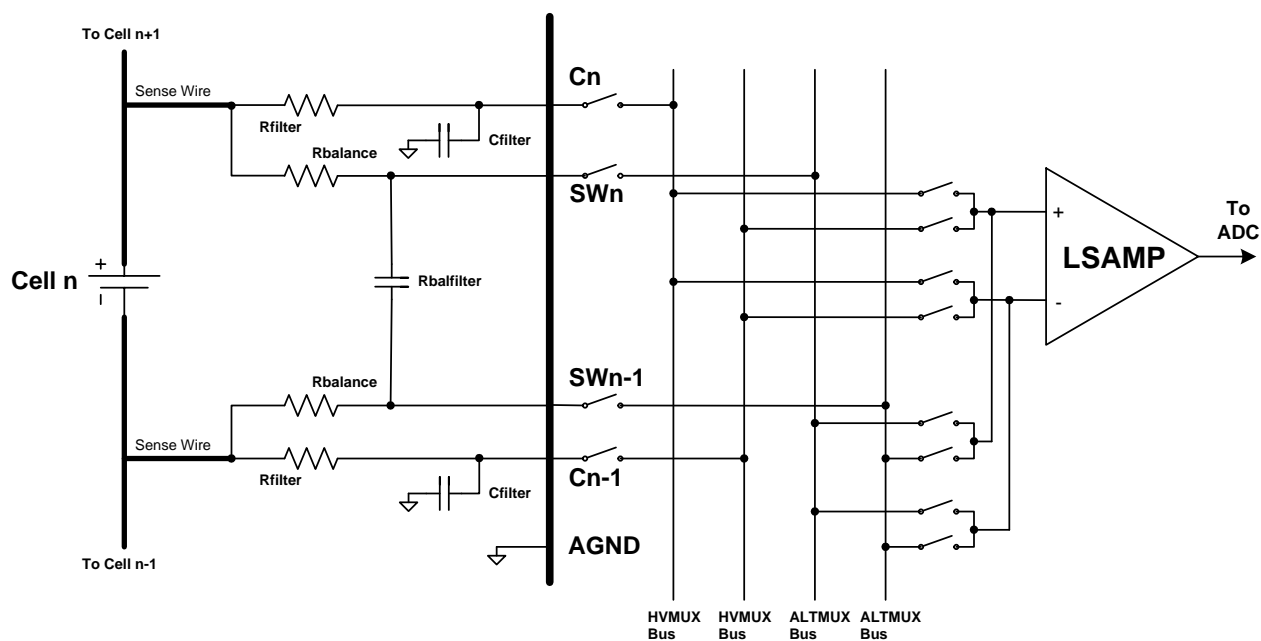 To Cell n+1
Cn
Sense Wire
Rfilter
Cfilter
Rbalance
SWn
To
ADC
+
LSAMP
-
+
Cell n
-
Rbalfilter
SWn-1
Rbalance
Sense Wire
Rfilter
Cfilter
Cn-1
AGND
To Cell n-1
HVMUX
Bus
HVMUX
Bus
ALTMUX
Bus
ALTMUX
Bus